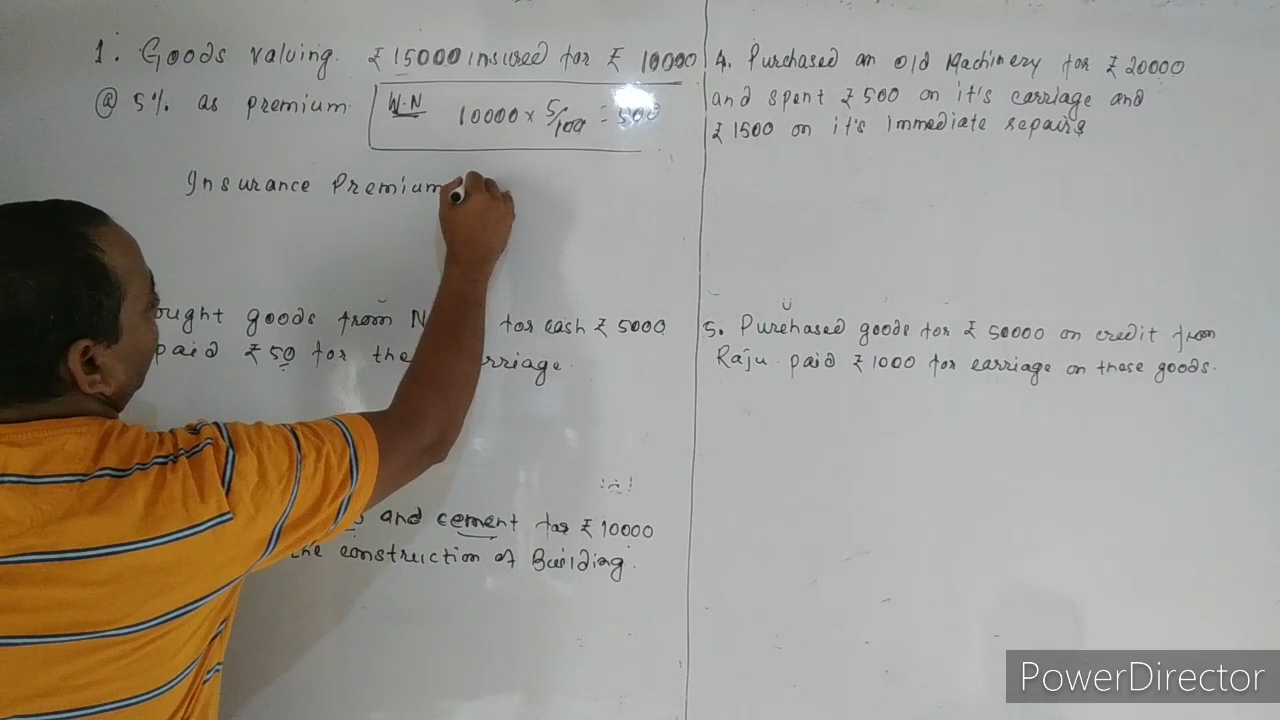 1. Goods valuing ₹ 15000 insured for ₹ 10000
@ 5% as premium
W.N 10000 × 5/100 = 500
Insurance Premium
ought goods from N for cash ₹ 5000
paid ₹ 50 for the rriage.
and cement for ₹ 10000
the construction of Building.
4. Purchased an old Machinery for ₹ 20000
and spent ₹ 500 on it's carriage and
₹ 1500 on it's immediate repairs
5. Purchased goods for ₹ 50000 on credit from
Raju. paid ₹ 1000 for carriage on these goods.
PowerDirector